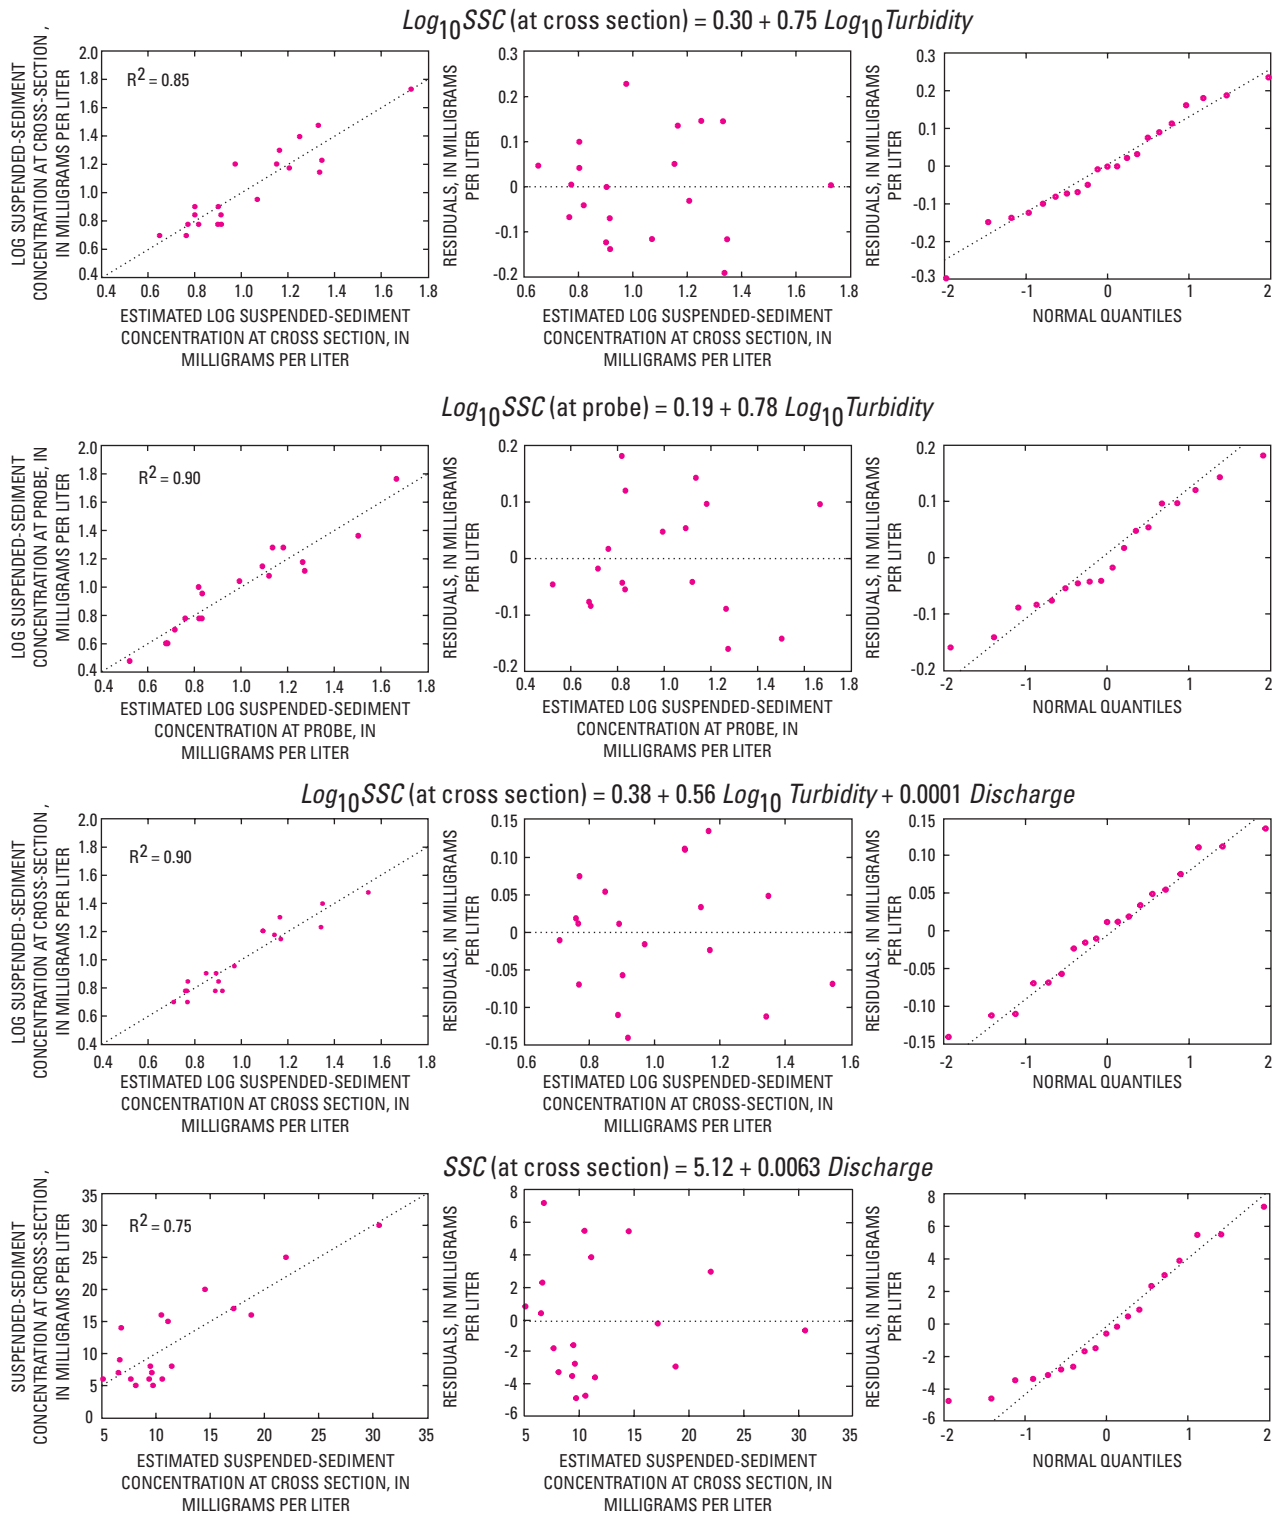 Log10SSC (at cross section) = 0.30 + 0.75 Log10Turbidity
LOG SUSPENDED-SEDIMENT
CONCENTRATION AT CROSS-SECTION ,
IN MILLIGRAMS PER LITER
2.0
1.8
1.6
1.4
1.2
1.0
0.8
0.6
0.4
R2 = 0.85
0.4 0.6 0.8 1.0 1.2 1.4 1.6 1.8
ESTIMATED LOG SUSPENDED-SEDIMENT
CONCENTRATION AT CROSS SECTION, IN
MILLIGRAMS PER LITER
RESIDUALS, IN MILLIGRAMS
PER LITER
0.3
0.2
0.1
0
-0.1
-0.2
0.6 0.8 1.0 1.2 1.4 1.6 1.8
ESTIMATED LOG SUSPENDED-SEDIMENT
CONCENTRATION AT CROSS SECTION, IN
MILLIGRAMS PER LITER
RESIDUALS, IN MILLIGRAMS
PER LITER
0.3
0.2
0.1
0
-0.1
-0.2
-0.3
-2 -1 0 1 2
NORMAL QUANTILES
Log10SSC (at probe) = 0.19 + 0.78 Log10Turbidity
LOG SUSPENDED-SEDIMENT
CONCENTRATION AT PROBE, IN
MILLIGRAMS PER LITER
2.0
1.8
1.6
1.4
1.2
1.0
0.8
0.6
0.4
R2 = 0.90
0.4 0.6 0.8 1.0 1.2 1.4 1.6 1.8
ESTIMATED LOG SUSPENDED-SEDIMENT
CONCENTRATION AT PROBE, IN
MILLIGRAMS PER LITER
RESIDUALS, IN MILLIGRAMS
PER LITER
0.2
0.1
0
-0.1
-0.2
0.4 0.6 0.8 1.0 1.2 1.4 1.6 1.8
ESTIMATED LOG SUSPENDED-SEDIMENT
CONCENTRATION AT PROBE, IN
MILLIGRAMS PER LITER
RESIDUALS, IN MILLIGRAMS
PER LITER
0.2
0.1
0
-0.1
-0.2
-2 -1 0 1 2
NORMAL QUANTILES
Log10SSC (at cross section) = 0.38 + 0.56 Log10 Turbidity + 0.0001 Discharge
LOG SUSPENDED-SEDIMENT
CONCENTRATION AT CROSS-SECTION,
IN MILLIGRAMS PER LITER
2.0
1.8
1.6
1.4
1.2
1.0
0.8
0.6
0.4
R2 = 0.90
0.4 0.6 0.8 1.0 1.2 1.4 1.6 1.8
ESTIMATED LOG SUSPENDED-SEDIMENT
CONCENTRATION AT CROSS SECTION, IN
MILLIGRAMS PER LITER
RESIDUALS, IN MILLIGRAMS
PER LITER
0.15
0.10
0.05
0
-0.05
-0.10
-0.15
0.6 0.8 1.0 1.2 1.4 1.6
ESTIMATED LOG SUSPENDED-SEDIMENT
CONCENTRATION AT CROSS-SECTION, IN
MILLIGRAMS PER LITER
RESIDUALS, IN MILLIGRAMS
PER LITER
0.15
0.10
0.05
0
-0.05
-0.10
-0.15
-2 -1 0 1 2
NORMAL QUANTILES
SSC (at cross section) = 5.12 + 0.0063 Discharge
SUSPENDED-SEDIMENT
CONCENTRATION AT CROSS-SECTION,
IN MILLIGRAMS PER LITER
35
30
25
20
15
10
5
0
R2 = 0.75
5 10 15 20 25 30 35
ESTIMATED SUSPENDED-SEDIMENT
CONCENTRATION AT CROSS SECTION, IN
MILLIGRAMS PER LITER
RESIDUALS, IN MILLIGRAMS
PER LITER
8
6
4
2
0
-2
-4
-6
5 10 15 20 25 30 35
ESTIMATED SUSPENDED-SEDIMENT
CONCENTRATION AT CROSS SECTION, IN
MILLIGRAMS PER LITER
RESIDUALS, IN MILLIGRAMS
PER LITER
8
6
4
2
0
-2
-4
-6
-2 -1 0 1 2
NORMAL QUANTILES